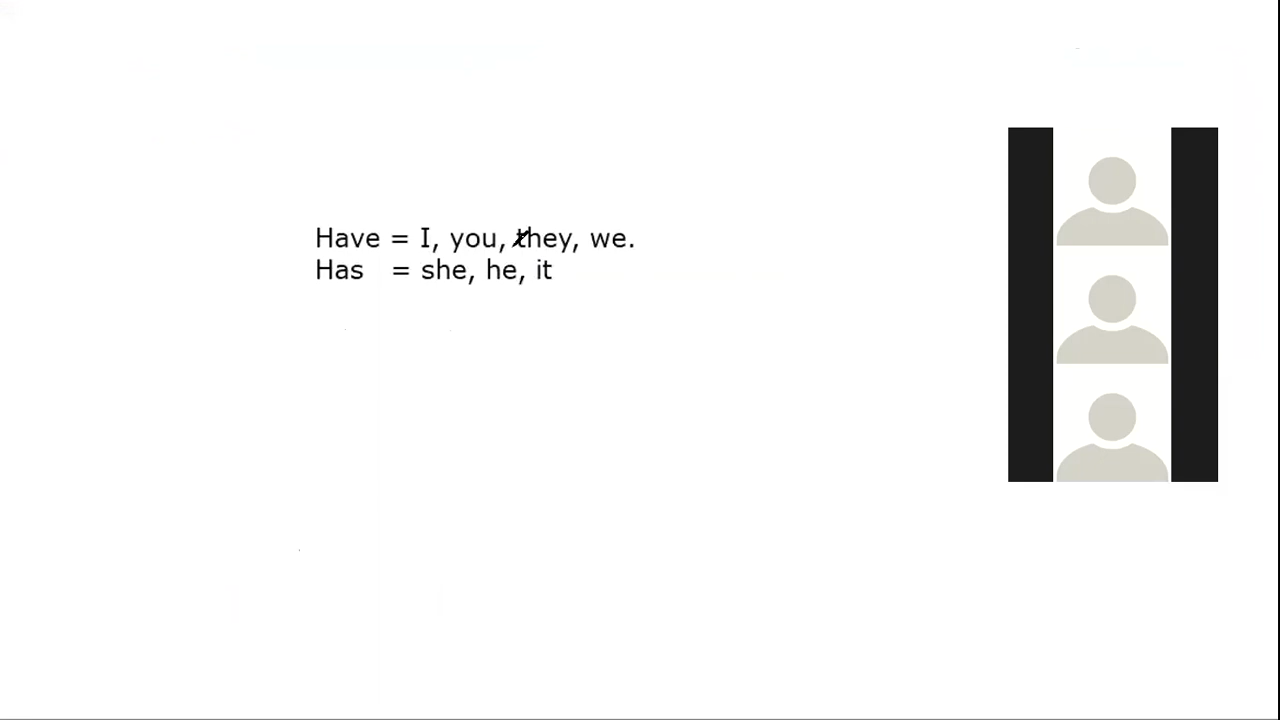 Have = I, you, they, we.
Has = she, he, it